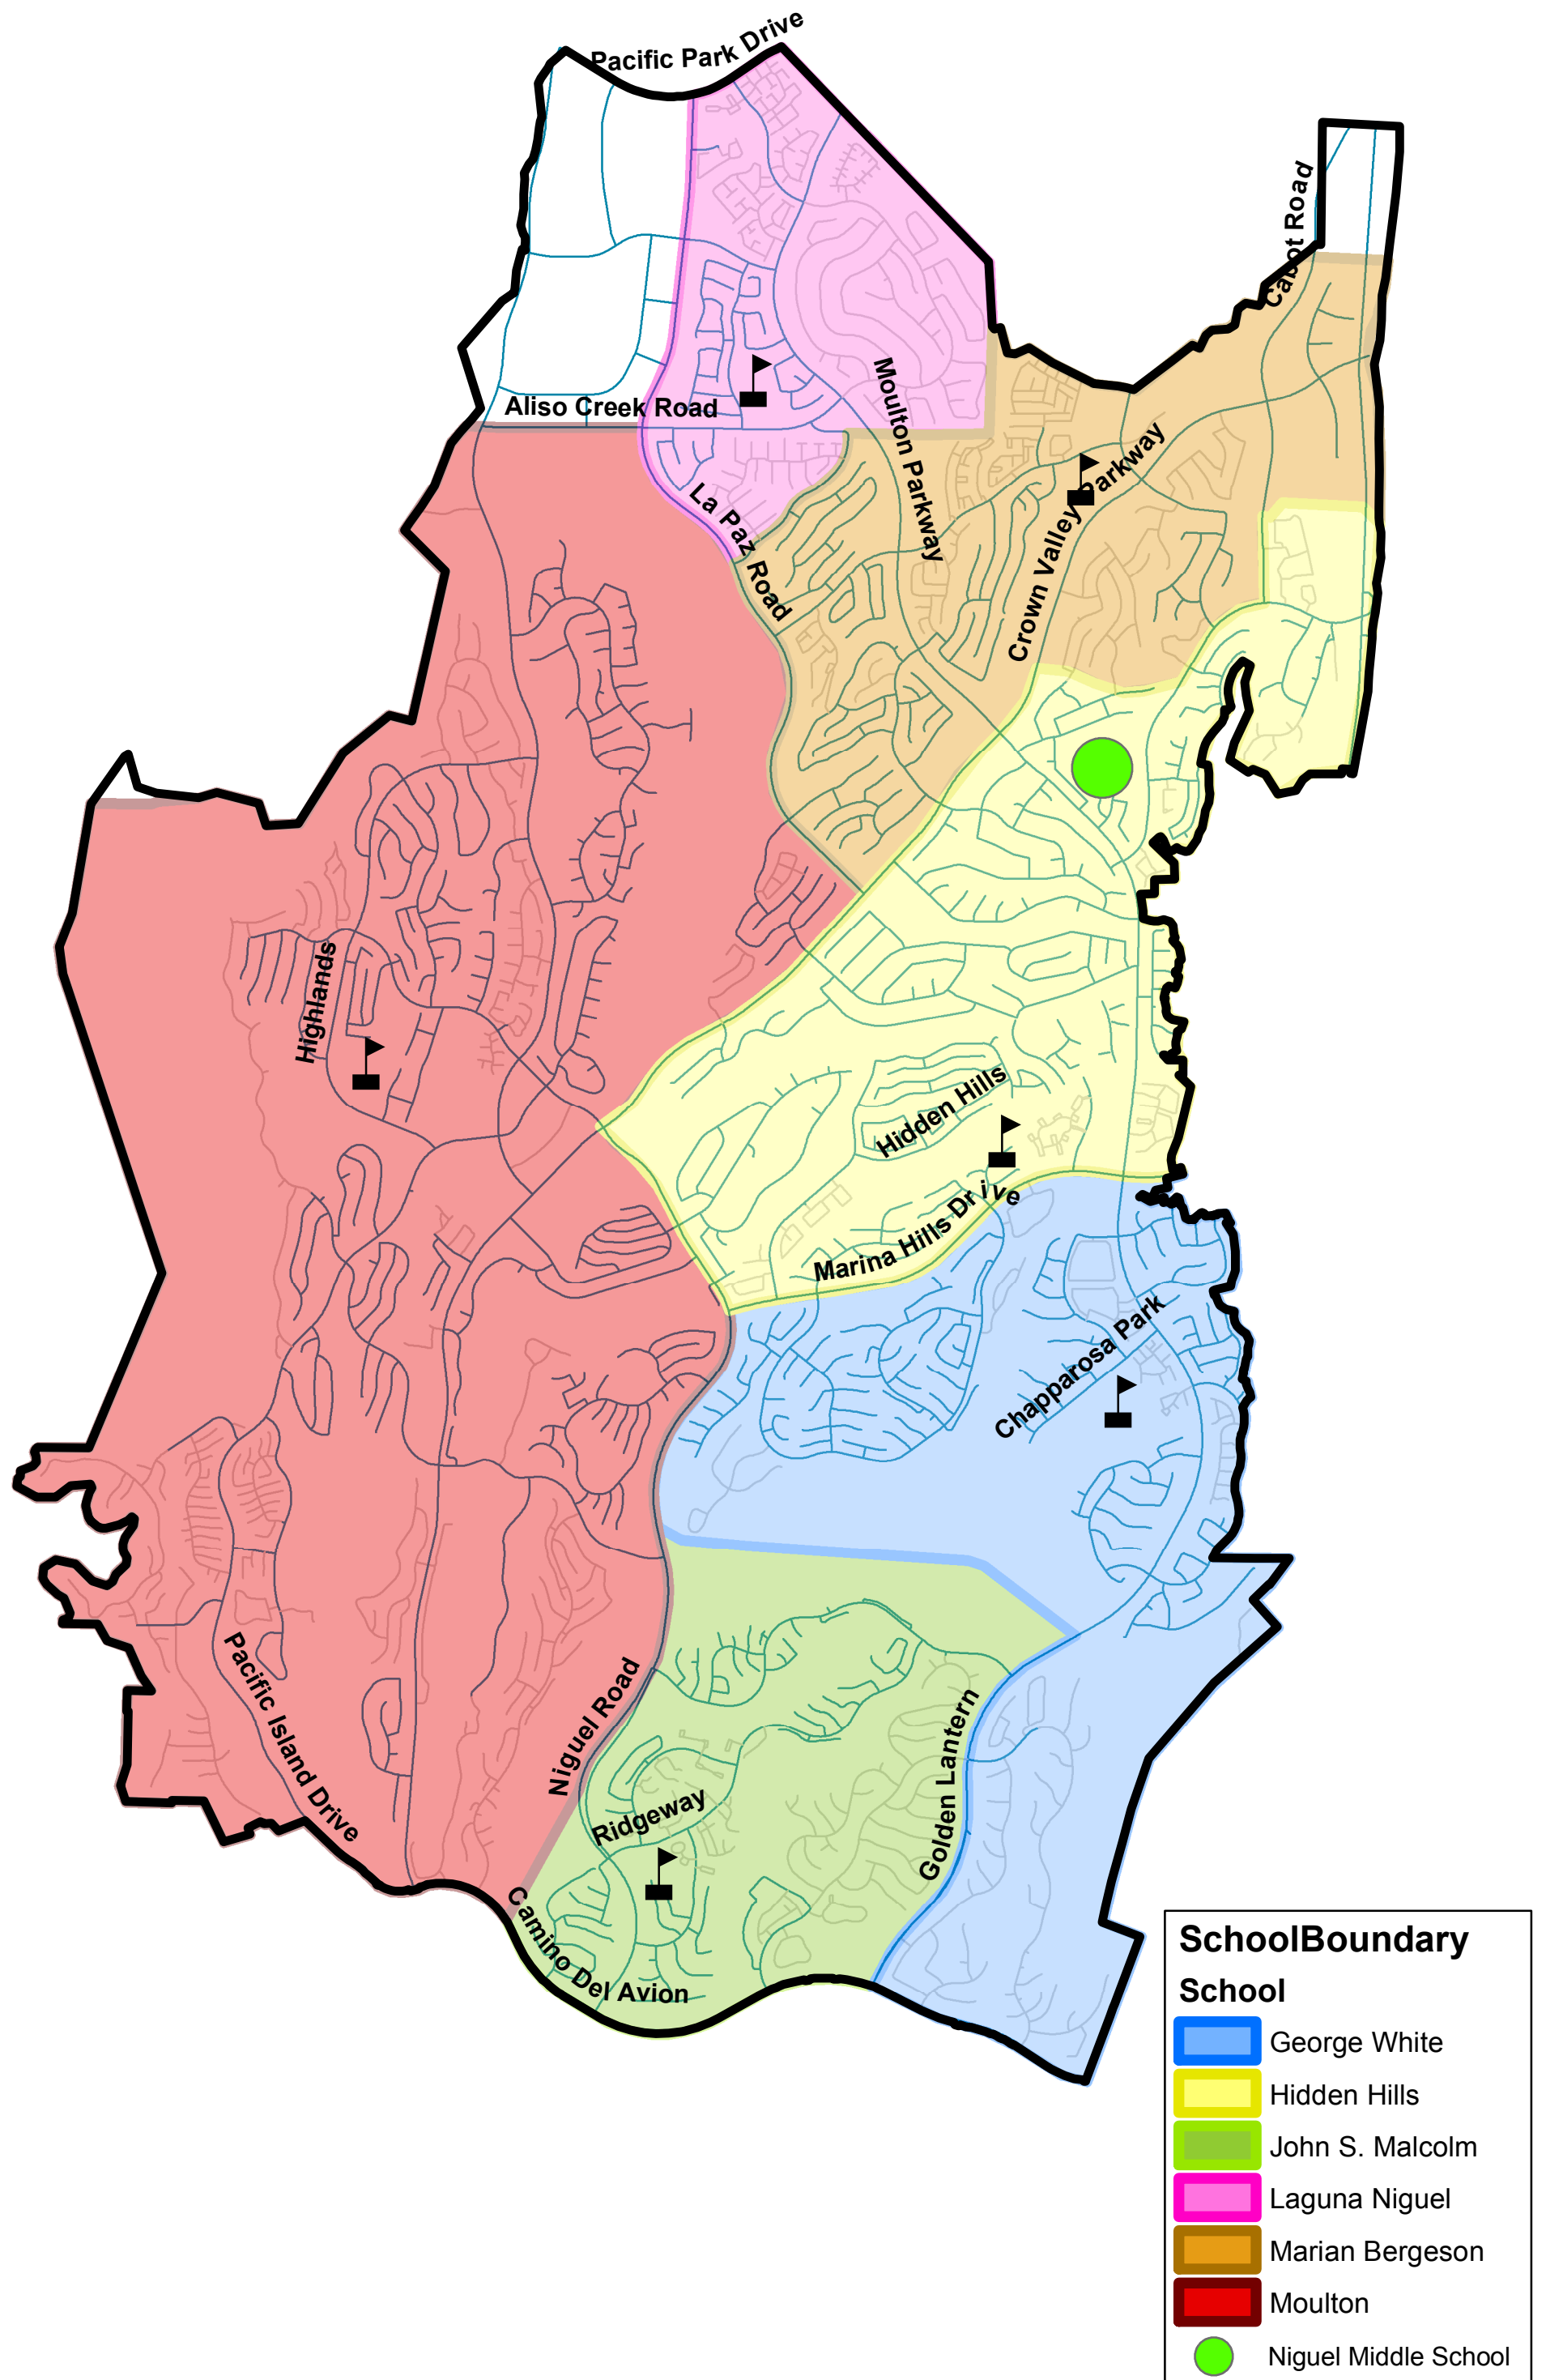 Pacific Park Drive
Cabot Road
Aliso Creek Road
Moulton Parkway
Crown Valley Parkway
La Paz Road
Highlands
Hidden Hills
Marina Hills Drive
Chapparosa Park
Pacific Island Drive
Niguel Road
Golden Lantern
Ridgeway
Camino Del Avion
SchoolBoundary
School
George White
Hidden Hills
John S. Malcolm
Laguna Niguel
Marian Bergeson
Moulton
Niguel Middle School